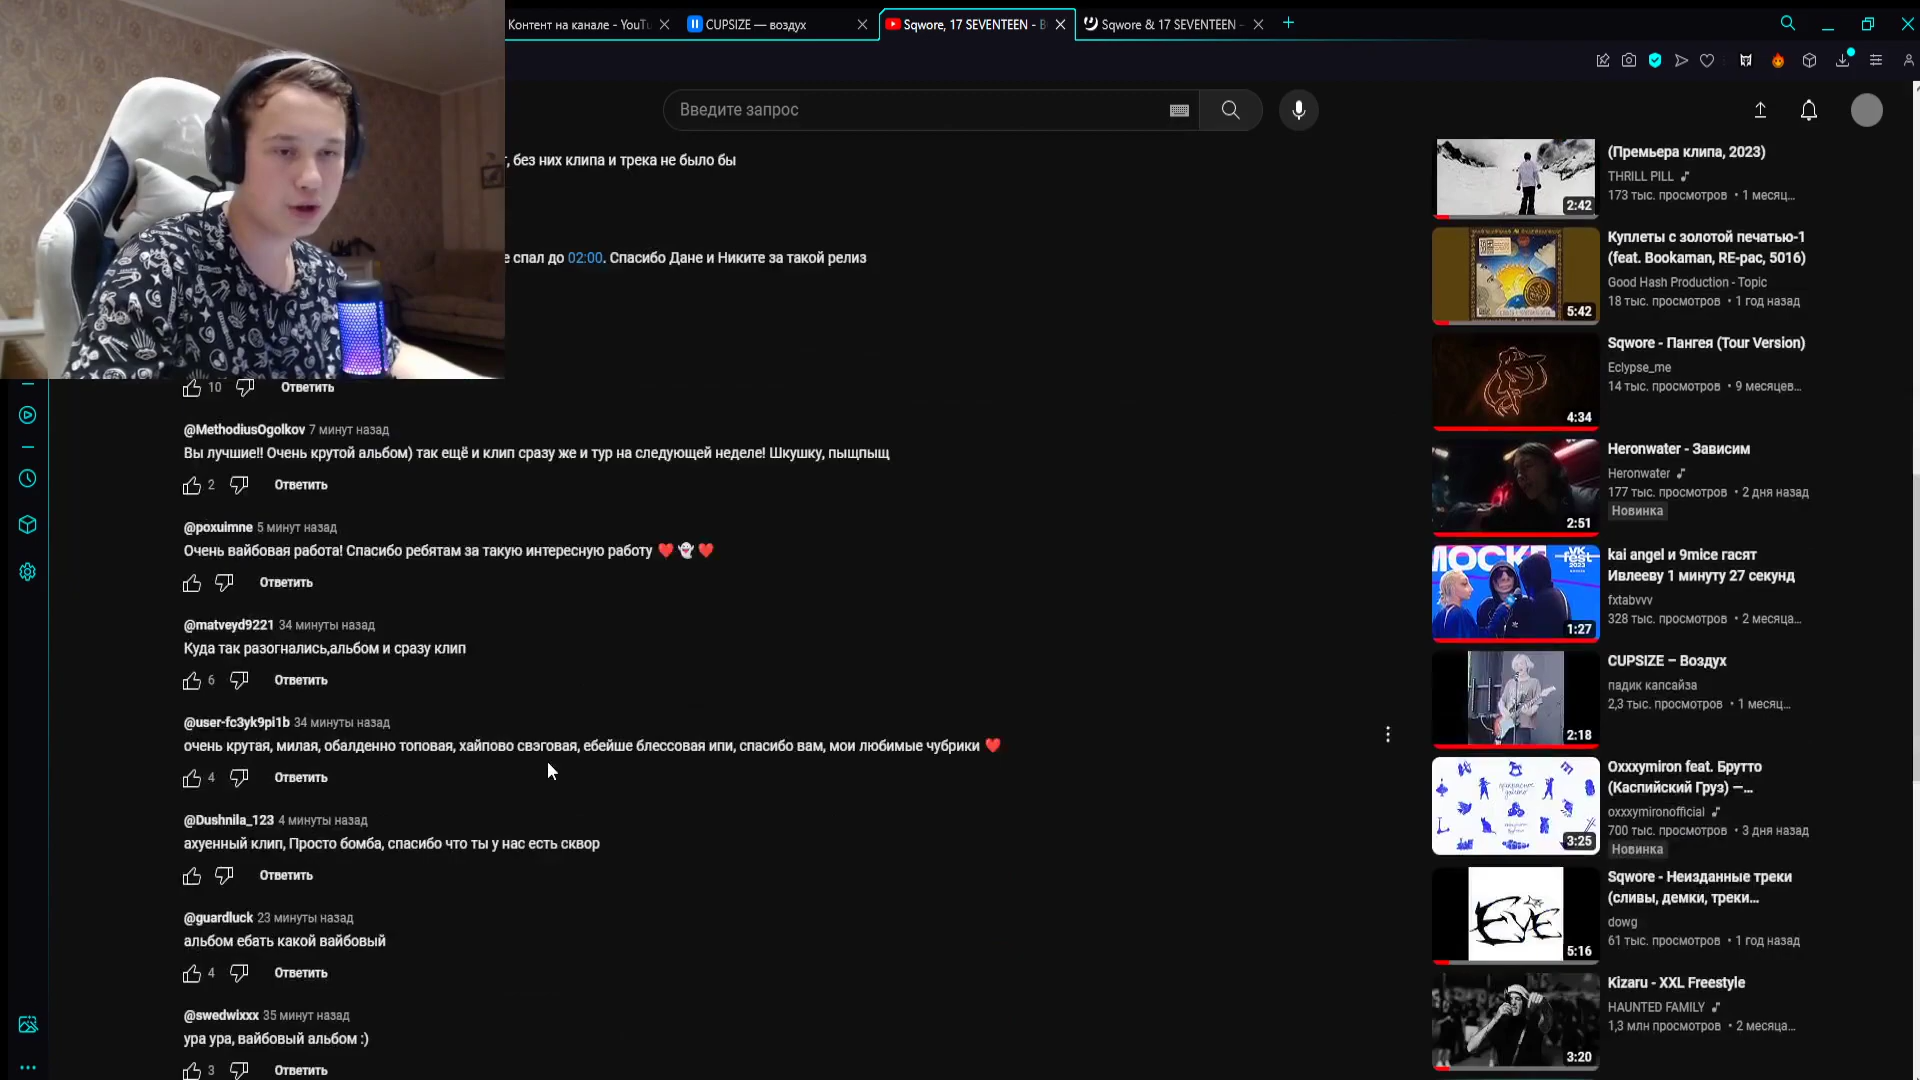 Контент на канале - YouTu
CUPSIZE — воздух
Sqwore, 17 SEVENTEEN - В
Sqwore & 17 SEVENTEEN -
Введите запрос
, без них клипа и трека не было бы
е спал до 02:00. Спасибо Дане и Никите за такой релиз
10 Ответить
@MethodiusOgolkov 7 минут назад
Вы лучшие!! Очень крутой альбом) так ещё и клип сразу же и тур на следующей неделе! Шкушку, пыщпыщ
2 Ответить
@poxuimne 5 минут назад
Очень вайбовая работа! Спасибо ребятам за такую интересную работу ❤️👻❤️
Ответить
@matveyd9221 34 минуты назад
Куда так разогнались,альбом и сразу клип
6 Ответить
@user-fc3yk9pi1b 34 минуты назад
очень крутая, милая, обалденно топовая, хайпово свэговая, ебейше блессовая ипи, спасибо вам, мои любимые чубрики ❤️
4 Ответить
@Dushnila_123 4 минуты назад
ахуенный клип, Просто бомба, спасибо что ты у нас есть сквор
Ответить
@guardluck 23 минуты назад
альбом ебать какой вайбовый
4 Ответить
@swedwixxx 35 минут назад
ура ура, вайбовый альбом :)
3 Ответить
(Премьера клипа, 2023)
THRILL PILL
173 тыс. просмотров • 1 месяц...
2:42
Куплеты с золотой печатью-1
(feat. Bookaman, RE-pac, 5016)
Good Hash Production - Topic
18 тыс. просмотров • 1 год назад
5:42
Sqwore - Пангея (Tour Version)
Eclypse_me
14 тыс. просмотров • 9 месяцев...
4:34
Heronwater - Зависим
Heronwater
177 тыс. просмотров • 2 дня назад
Новинка
2:51
kai angel и 9mice гасят
Ивлееву 1 минуту 27 секунд
fxtabvvv
328 тыс. просмотров • 2 месяца...
МОСКВ
VK fest 2023
1:27
CUPSIZE – Воздух
падик капсайза
2,3 тыс. просмотров • 1 месяц...
2:18
Oxxxymiron feat. Брутто
(Каспийский Груз) —...
oxxxymironofficial
700 тыс. просмотров • 3 дня назад
Новинка
3:25
Sqwore - Неизданные треки
(сливы, демки, треки...
dowg
61 тыс. просмотров • 1 год назад
EYE
5:16
Kizaru - XXL Freestyle
HAUNTED FAMILY
1,3 млн просмотров • 2 месяца...
3:20